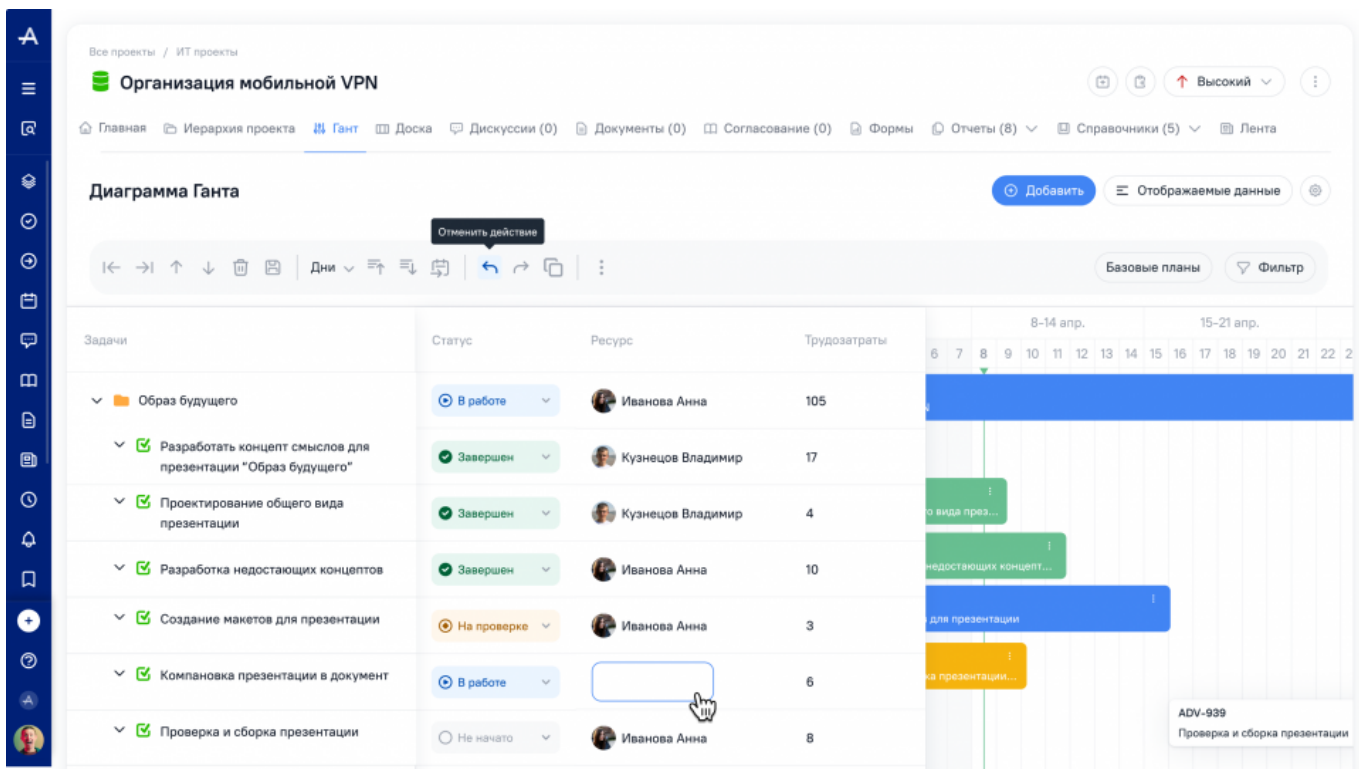 Все проекты / ИТ проекты
Организация мобильной VPN
Высокий
Главная Иерархия проекта Гант Доска Дискуссии (0) Документы (0) Согласование (0) Формы Отчеты (8) Справочники (5) Лента
Диаграмма Ганта
Добавить Отображаемые данные
Отменить действие
Дни
Базовые планы Фильтр
Задачи Статус Ресурс Трудозатраты
8–14 апр. 15–21 апр.
6 7 8 9 10 11 12 13 14 15 16 17 18 19 20 21 22 2
Образ будущего В работе Иванова Анна 105
N
Разработать концепт смыслов для
презентации "Образ будущего"
Завершен Кузнецов Владимир 17
Проектирование общего вида
презентации
Завершен Кузнецов Владимир 4
о вида през...
Разработка недостающих концептов Завершен Иванова Анна 10
недостающих концепт...
Создание макетов для презентации На проверке Иванова Анна 3
для презентации
Компановка презентации в документ В работе 6
ка презентации...
Проверка и сборка презентации Не начато Иванова Анна 8
ADV-939
Проверка и сборка презентации